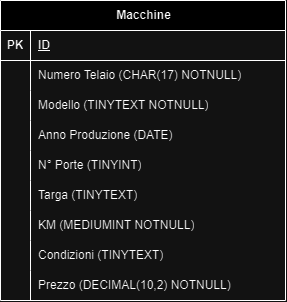 Macchine
PK ID
Numero Telaio (CHAR(17) NOTNULL)
Modello (TINYTEXT NOTNULL)
Anno Produzione (DATE)
N° Porte (TINYINT)
Targa (TINYTEXT)
KM (MEDIUMINT NOTNULL)
Condizioni (TINYTEXT)
Prezzo (DECIMAL(10,2) NOTNULL)